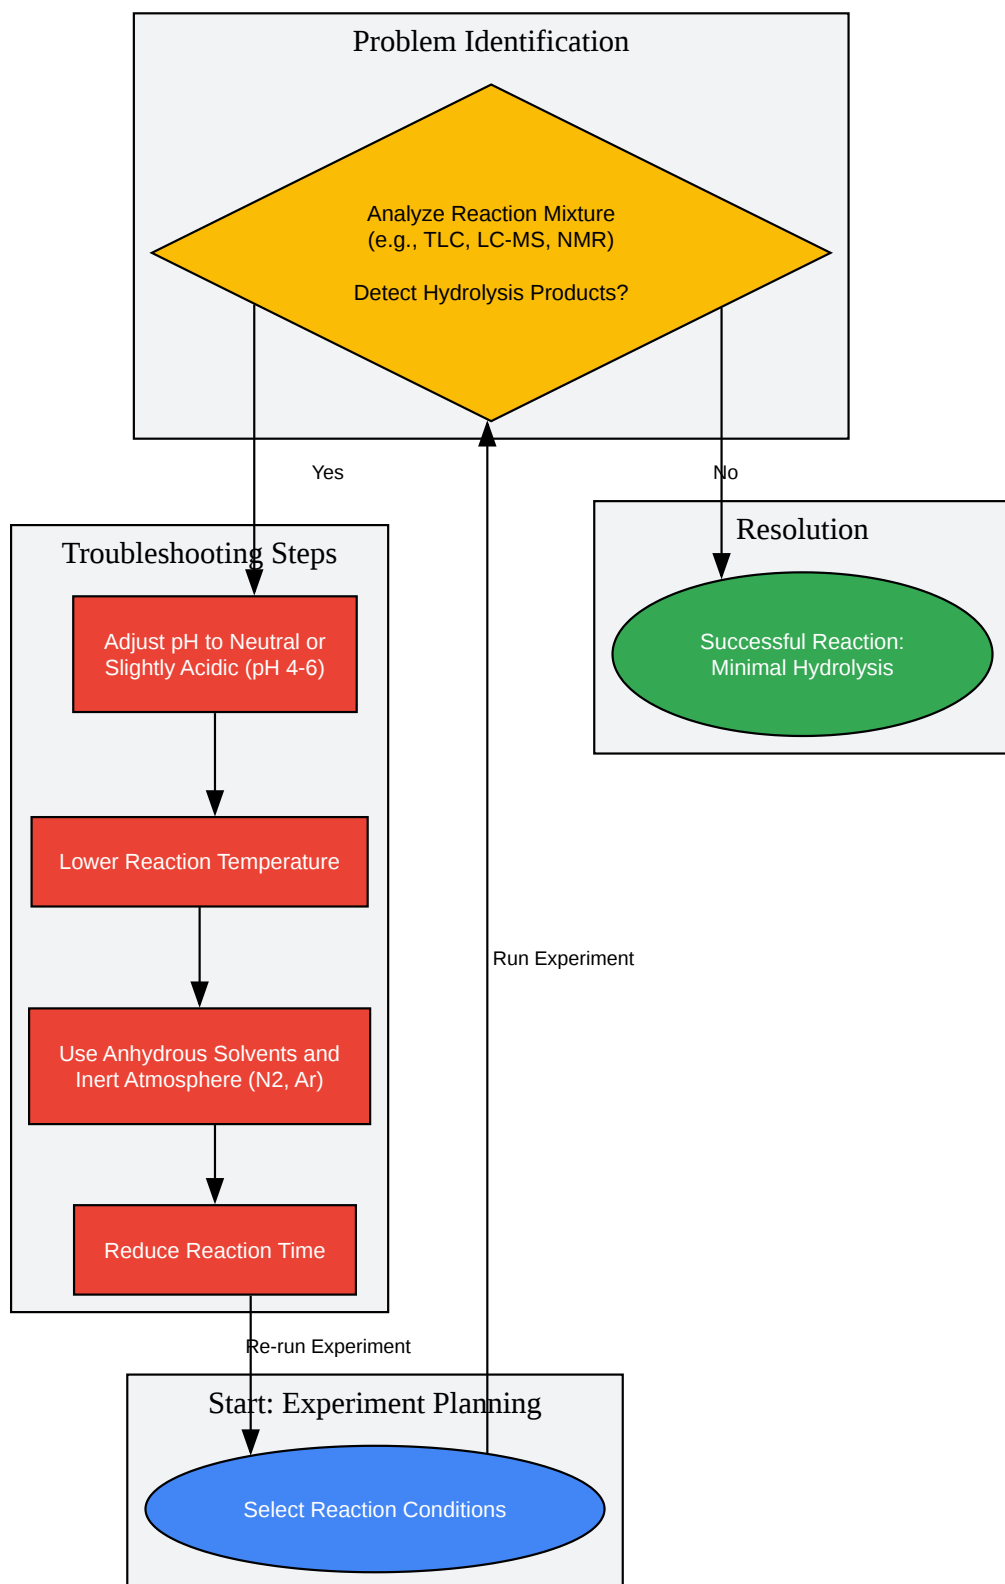 Problem Identification
Analyze Reaction Mixture
(e.g., TLC, LC-MS, NMR)
Detect Hydrolysis Products?
Yes
No
Troubleshooting Steps
Resolution
Adjust pH to Neutral or
Slightly Acidic (pH 4-6)
Successful Reaction:
Minimal Hydrolysis
Lower Reaction Temperature
Run Experiment
Use Anhydrous Solvents and
Inert Atmosphere (N2, Ar)
Reduce Reaction Time
Re-run Experiment
Start: Experiment Planning
Select Reaction Conditions